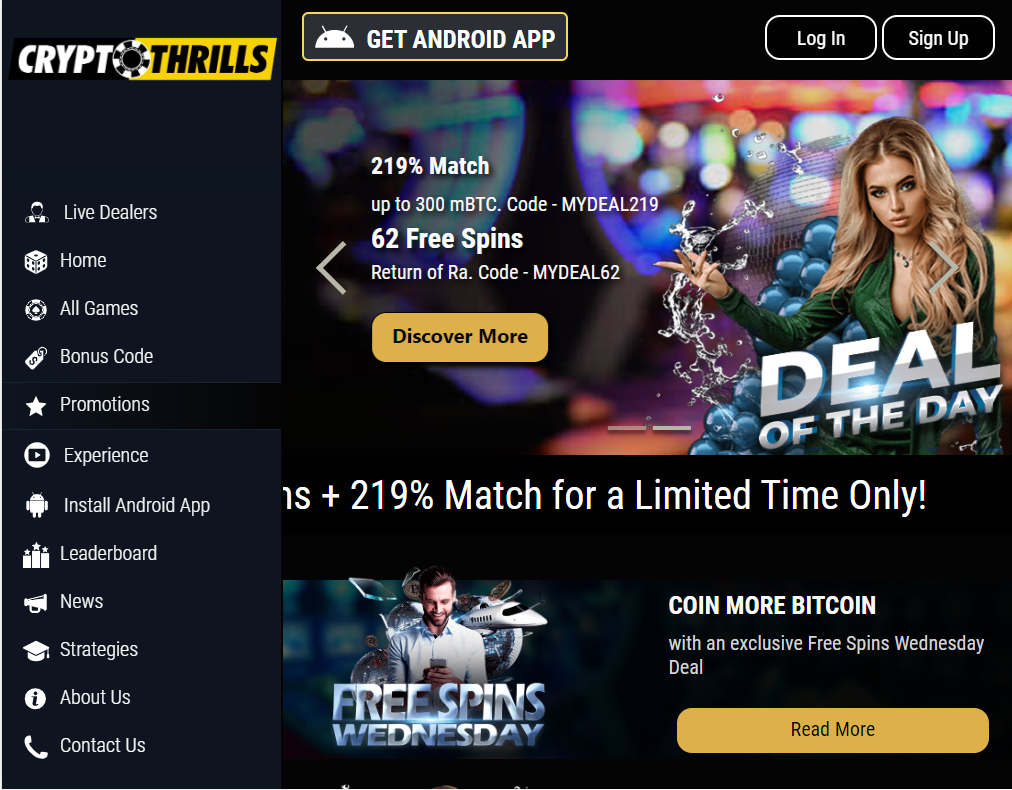 CRYPTOTHRILLS
GET ANDROID APP
Log In
Sign Up
Live Dealers
Home
All Games
Bonus Code
Promotions
Experience
Install Android App
Leaderboard
News
Strategies
About Us
Contact Us
219% Match
up to 300 mBTC. Code - MYDEAL219
62 Free Spins
Return of Ra. Code - MYDEAL62
Discover More
DEAL
OF THE DAY
ns + 219% Match for a Limited Time Only!
FREE SPINS
WEDNESDAY
COIN MORE BITCOIN
with an exclusive Free Spins Wednesday
Deal
Read More